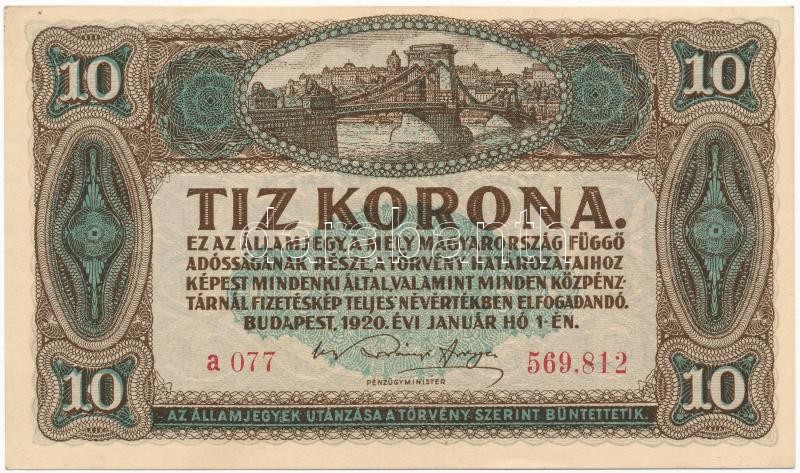 10 10
TIZ KORONA.
EZ AZ ÁLLAMJEGY, A MELY MAGYARORSZÁG FÜGGŐ
ADÓSSÁGÁNAK RÉSZE, A TÖRVÉNY HATÁROZATAIHOZ
KÉPEST MINDENKI ÁLTAL, VALAMINT MINDEN KÖZPÉNZ-
TÁRNÁL FIZETÉSKÉP TELJES NÉVÉRTÉKBEN ELFOGADANDÓ.
BUDAPEST, 1920. ÉVI JANUÁR HÓ 1-ÉN.
a 077 569.812
PÉNZÜGYMINISTER
10 10
AZ ÁLLAMJEGYEK UTÁNZÁSA A TÖRVÉNY SZERINT BÜNTETTETIK.
darabanth